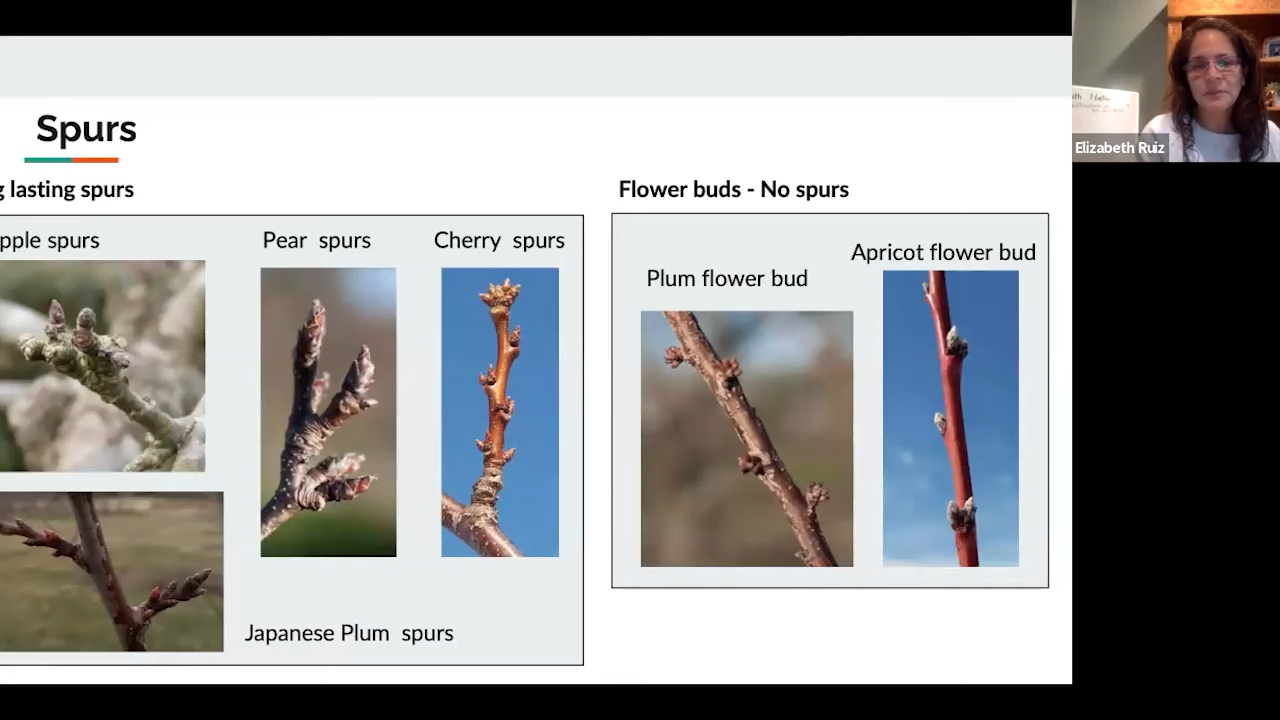 Spurs
g lasting spurs
Flower buds - No spurs
pple spurs
Pear spurs
Cherry spurs
Plum flower bud
Apricot flower bud
Japanese Plum spurs
Elizabeth Ruiz